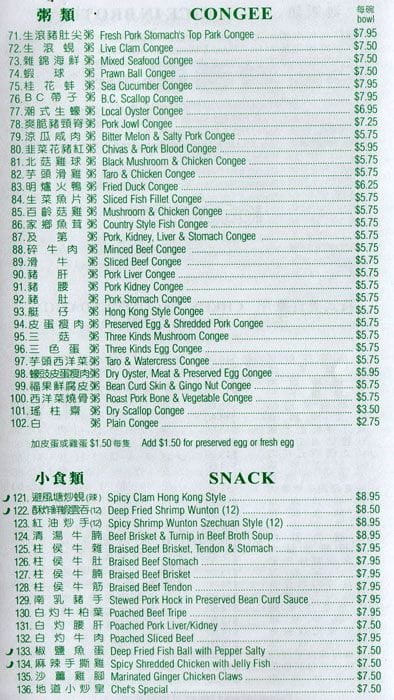 粥類 CONGEE 每碗 bowl
71.生滾豬肚尖粥 Fresh Pork Stomach's Top Park Congee $7.95
72.生滾蜆粥 Live Clam Congee $7.50
73.雜錦海鮮粥 Mixed Seafood Congee $7.50
74.蝦球粥 Prawn Ball Congee $7.50
75.桂花蚌粥 Sea Cucumber Congee $7.95
76.BC帶子粥 B.C. Scallop Congee $7.95
77.潮式生蠔粥 Local Oyster Congee $6.95
78.爽脆豬頸粥 Pork Jowl Congee $7.25
79.涼瓜咸肉粥 Bitter Melon & Salty Pork Congee $5.75
80.韭菜花豬紅粥 Chivas & Pork Blood Congee $5.95
81.北菇雞球粥 Black Mushroom & Chicken Congee $5.75
82.芋頭滑雞粥 Taro & Chicken Congee $5.75
83.明爐火鴨粥 Fried Duck Congee $6.25
84.生菜魚片粥 Sliced Fish Fillet Congee $5.75
85.百齡菇雞粥 Mushroom & Chicken Congee $5.75
86.家鄉魚茸粥 Country Style Fish Congee $5.75
87.及第粥 Pork, Kidney, Liver & Stomach Congee $5.75
88.碎牛肉粥 Minced Beef Congee $5.75
89.滑牛粥 Sliced Beef Congee $5.75
90.豬肝粥 Pork Liver Congee $5.75
91.豬腰粥 Pork Kidney Congee $5.75
92.豬肚粥 Pork Stomach Congee $5.75
93.艇仔粥 Hong Kong Style Congee $5.75
94.皮蛋瘦肉粥 Preserved Egg & Shredded Pork Congee $5.75
95.三菇粥 Three Kinds Mushroom Congee $5.75
96.三色蛋粥 Three Kinds Egg Congee $5.75
97.芋頭西洋菜粥 Taro & Watercress Congee $5.75
98.蠔豉皮蛋瘦肉粥 Dry Oyster, Meat & Preserved Egg Congee $5.95
99.福果鮮腐皮粥 Bean Curd Skin & Gingo Nut Congee $5.75
100.西洋菜燒骨粥 Roast Pork Bone & Vegetable Congee $5.75
101.瑤柱齋粥 Dry Scallop Congee $3.50
102.白粥 Plain Congee $2.75
加皮蛋或雞蛋 $1.50 每隻 Add $1.50 for preserved egg or fresh egg
小食類 SNACK
121.避風塘炒蜆(辣) Spicy Clam Hong Kong Style $8.95
122.酥炸鮮蝦雲吞(12) Deep Fried Shrimp Wunton (12) $8.50
123.紅油炒手(12) Spicy Shrimp Wunton Szechuan Style (12) $8.95
124.清湯牛腩 Beef Brisket & Turnip in Beef Broth Soup $8.95
125.柱侯牛雜 Braised Beef Brisket, Tendon & Stomach $7.95
126.柱侯牛肚 Braised Beef Stomach $7.95
127.柱侯牛腩 Braised Beef Brisket $7.95
128.柱侯牛筋 Braised Beef Tendon $7.95
129.南乳豬手 Stewed Pork Hock in Preserved Bean Curd Sauce $7.95
130.白灼牛柏葉 Poached Beef Tripe $7.95
131.白灼腰肝 Poached Pork Liver/Kidney $7.50
132.白灼牛肉 Poached Sliced Beef $7.95
133.椒鹽魚蛋 Deep Fried Fish Ball with Pepper Salty $7.50
134.麻辣手撕雞 Spicy Shredded Chicken with Jelly Fish $7.50
135.沙薑雞腳 Marinated Ginger Chicken Claws $7.50
136.地道小炒皇 Chef's Special $7.50